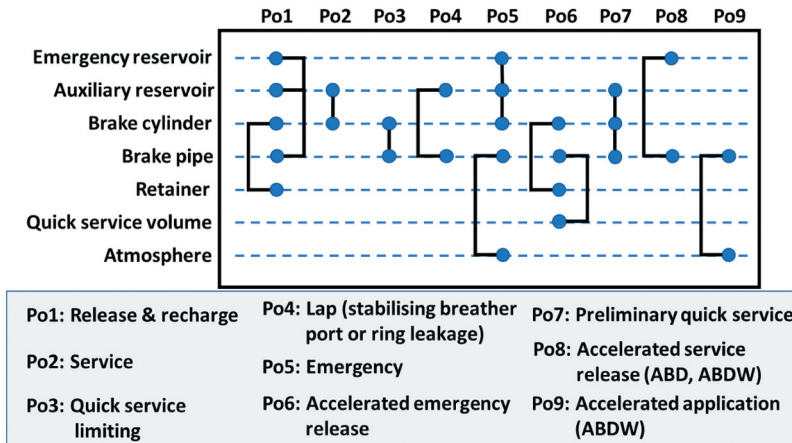 Po1 Po2 Po3 Po4 Po5 Po6 Po7 Po8 Po9
Emergency reservoir
Auxiliary reservoir
Brake cylinder
Brake pipe
Retainer
Quick service volume
Atmosphere
Po1: Release & recharge
Po2: Service
Po3: Quick service
limiting
Po4: Lap (stabilising breather
port or ring leakage)
Po5: Emergency
Po6: Accelerated emergency
release
Po7: Preliminary quick service
Po8: Accelerated service
release (ABD, ABDW)
Po9: Accelerated application
(ABDW)